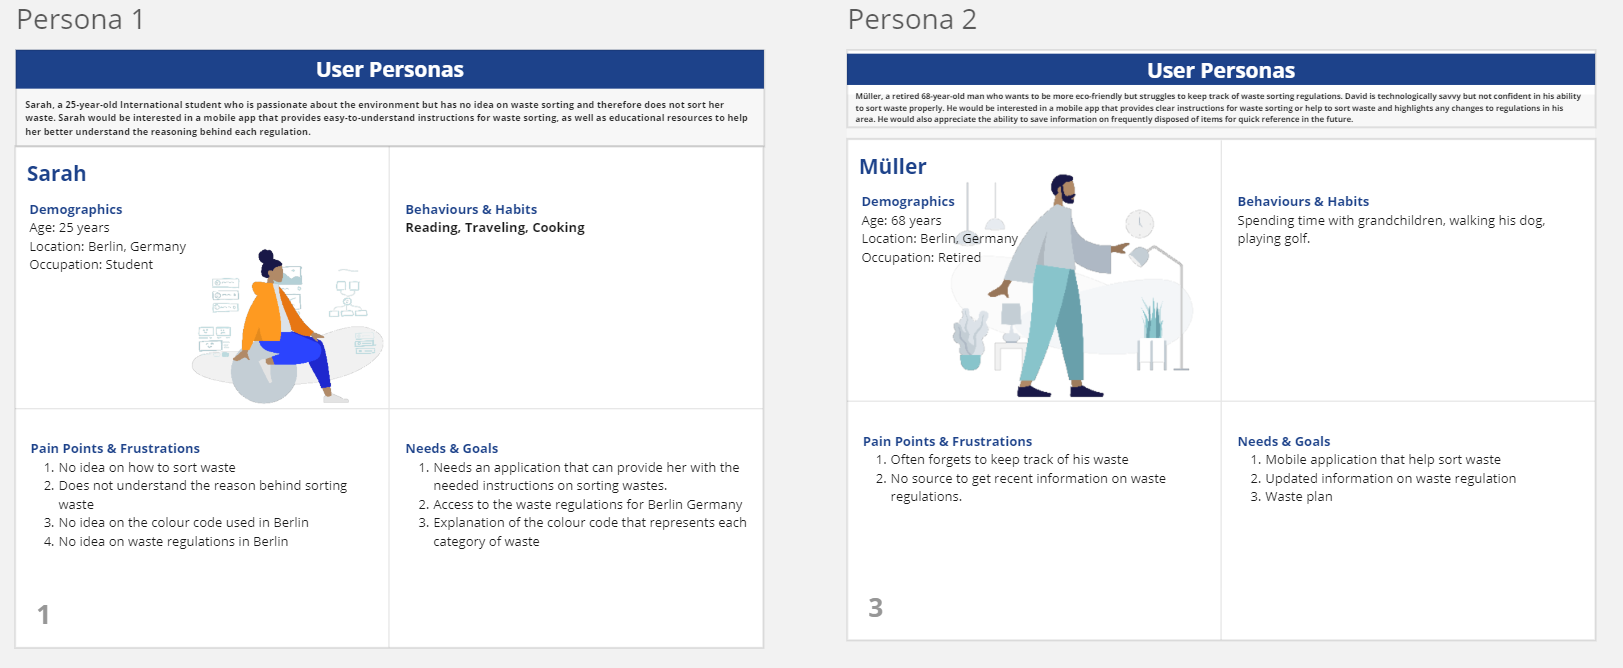 Persona 1
User Personas
Sarah, a 25-year-old International student who is passionate about the environment but has no idea on waste sorting and therefore does not sort her
waste. Sarah would be interested in a mobile app that provides easy-to-understand instructions for waste sorting, as well as educational resources to help
her better understand the reasoning behind each regulation.
Sarah
Demographics
Age: 25 years
Location: Berlin, Germany
Occupation: Student
Behaviours & Habits
Reading, Traveling, Cooking
Pain Points & Frustrations
1. No idea on how to sort waste
2. Does not understand the reason behind sorting
waste
3. No idea on the colour code used in Berlin
4. No idea on waste regulations in Berlin
Needs & Goals
1. Needs an application that can provide her with the
needed instructions on sorting wastes.
2. Access to the waste regulations for Berlin Germany
3. Explanation of the colour code that represents each
category of waste
1
Persona 2
User Personas
Müller, a retired 68-year-old man who wants to be more eco-friendly but struggles to keep track of waste sorting regulations. David is technologically savvy but not confident in his ability
to sort waste properly. He would be interested in a mobile app that provides clear instructions for waste sorting or help to sort waste and highlights any changes to regulations in his
area. He would also appreciate the ability to save information on frequently disposed of items for quick reference in the future.
Müller
Demographics
Age: 68 years
Location: Berlin, Germany
Occupation: Retired
Behaviours & Habits
Spending time with grandchildren, walking his dog,
playing golf.
Pain Points & Frustrations
1. Often forgets to keep track of his waste
2. No source to get recent information on waste
regulations.
Needs & Goals
1. Mobile application that help sort waste
2. Updated information on waste regulation
3. Waste plan
3